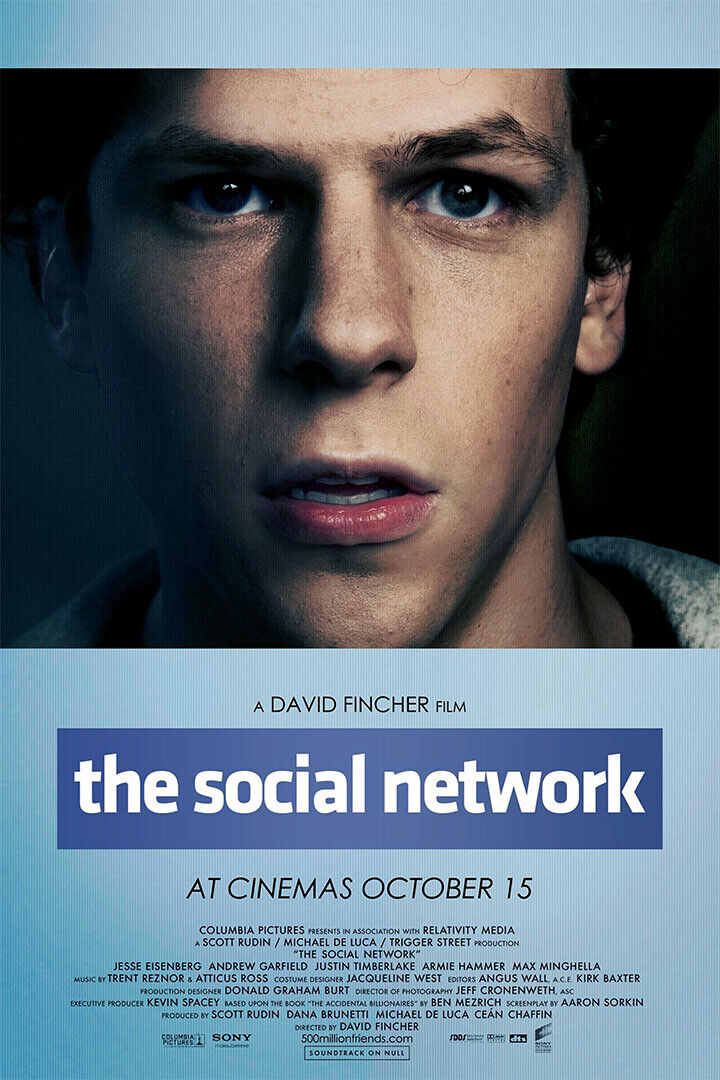 A DAVID FINCHER FILM
the social network
AT CINEMAS OCTOBER 15
COLUMBIA PICTURES PRESENTS IN ASSOCIATION WITH RELATIVITY MEDIA
A SCOTT RUDIN / MICHAEL DE LUCA / TRIGGER STREET PRODUCTION
"THE SOCIAL NETWORK"
JESSE EISENBERG ANDREW GARFIELD JUSTIN TIMBERLAKE ARMIE HAMMER MAX MINGHELLA
MUSIC BY TRENT REZNOR & ATTICUS ROSS COSTUME DESIGNER JACQUELINE WEST EDITORS ANGUS WALL A.C.E. KIRK BAXTER
PRODUCTION DESIGNER DONALD GRAHAM BURT DIRECTOR OF PHOTOGRAPHY JEFF CRONENWETH, ASC
EXECUTIVE PRODUCER KEVIN SPACEY BASED UPON THE BOOK "THE ACCIDENTAL BILLIONAIRES" BY BEN MEZRICH SCREENPLAY BY AARON SORKIN
PRODUCED BY SCOTT RUDIN DANA BRUNETTI MICHAEL DE LUCA CEÁN CHAFFIN
DIRECTED BY DAVID FINCHER
COLUMBIA PICTURES SONY make.believe 500millionfriends.com SDDS dts
SOUNDTRACK ON NULL